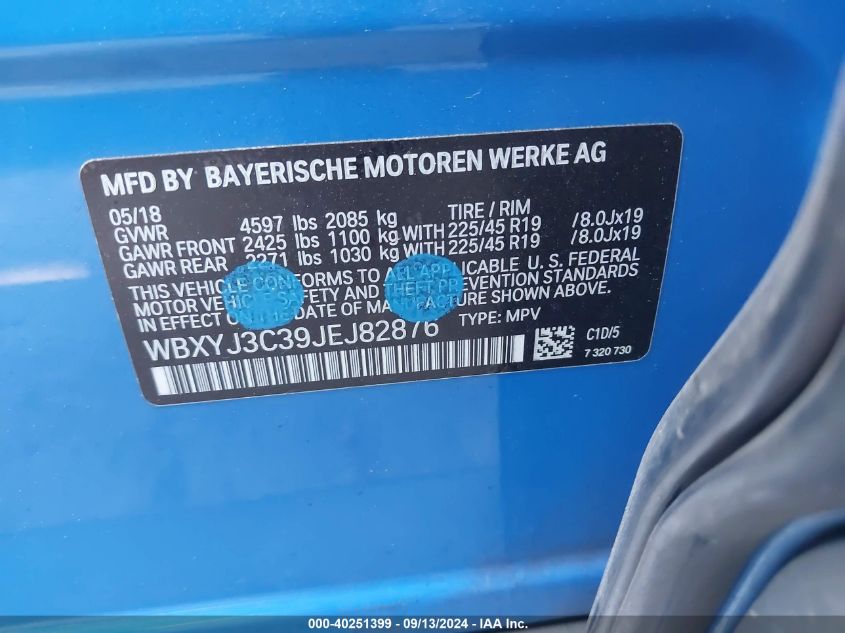 MFD BY BAYERISCHE MOTOREN WERKE AG
05/18
GVWR 4597 lbs 2085 kg TIRE / RIM
GAWR FRONT 2425 lbs 1100 kg WITH 225/45 R19 /8.0Jx19
GAWR REAR 2271 lbs 1030 kg WITH 225/45 R19 /8.0Jx19
THIS VEHICLE CONFORMS TO ALL APPLICABLE U.S. FEDERAL
MOTOR VEHICLE SAFETY AND THEFT PREVENTION STANDARDS
IN EFFECT ON THE DATE OF MANUFACTURE SHOWN ABOVE.
WBXYJ3C39JEJ82876 TYPE: MPV
C1D/5
7 320 730
000-40251399 - 09/13/2024 - IAA Inc.